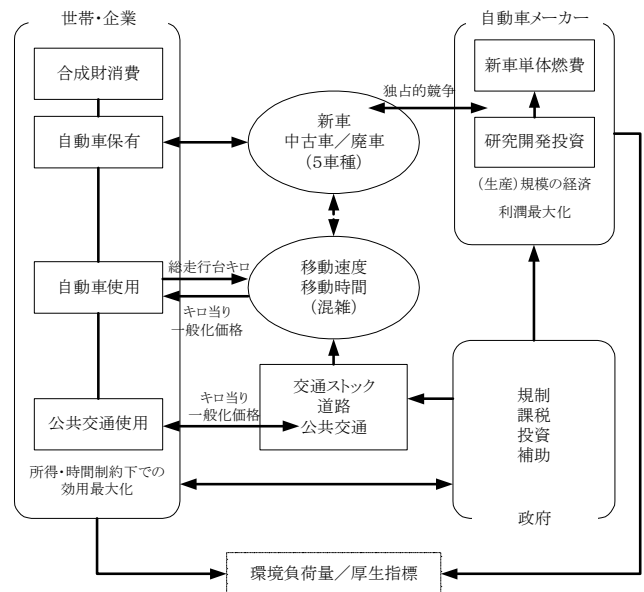 世帯・企業
合成財消費
自動車保有
自動車使用
公共交通使用
所得・時間制約下での
効用最大化
新車
中古車／廃車
(5車種)
独占的競争
総走行台キロ
キロ当り
一般化価格
移動速度
移動時間
(混雑)
キロ当り
一般化価格
交通ストック
道路
公共交通
自動車メーカー
新車単体燃費
研究開発投資
(生産)規模の経済
利潤最大化
規制
課税
投資
補助
政府
環境負荷量／厚生指標